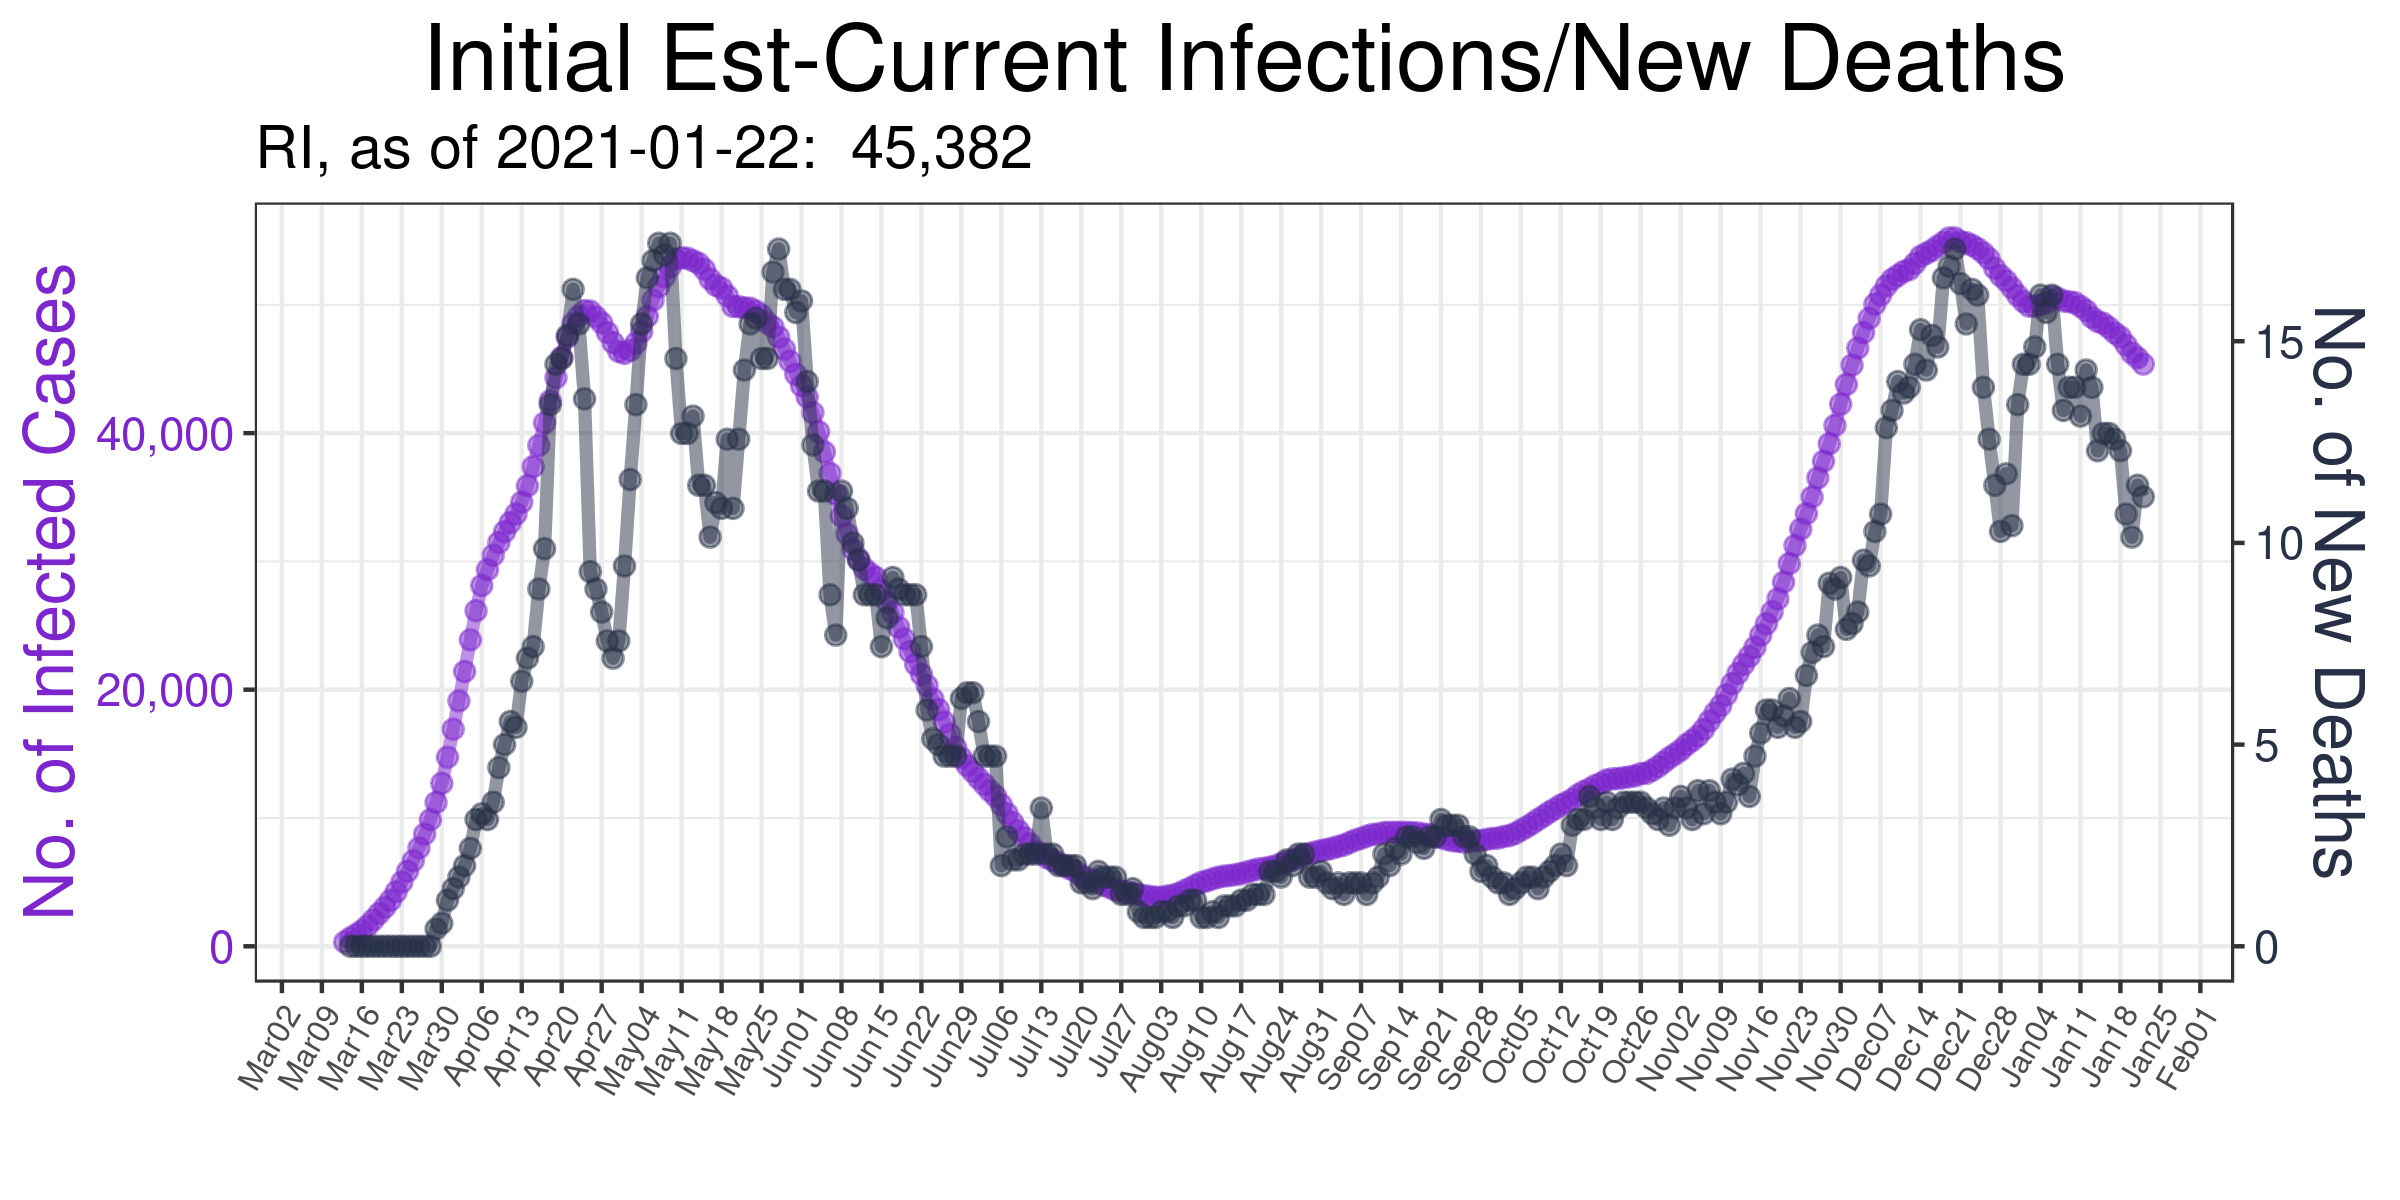 Initial Est-Current Infections/New Deaths
RI, as of 2021-01-22:  45,382
No. of Infected Cases
40,000
20,000
0
15
10
5
0
No. of New Deaths
Mar02 Mar09 Mar16 Mar23 Mar30 Apr06 Apr13 Apr20 Apr27 May04 May11 May18 May25 Jun01 Jun08 Jun15 Jun22 Jun29 Jul06 Jul13 Jul20 Jul27 Aug03 Aug10 Aug17 Aug24 Aug31 Sep07 Sep14 Sep21 Sep28 Oct05 Oct12 Oct19 Oct26 Nov02 Nov09 Nov16 Nov23 Nov30 Dec07 Dec14 Dec21 Dec28 Jan04 Jan11 Jan18 Jan25 Feb01